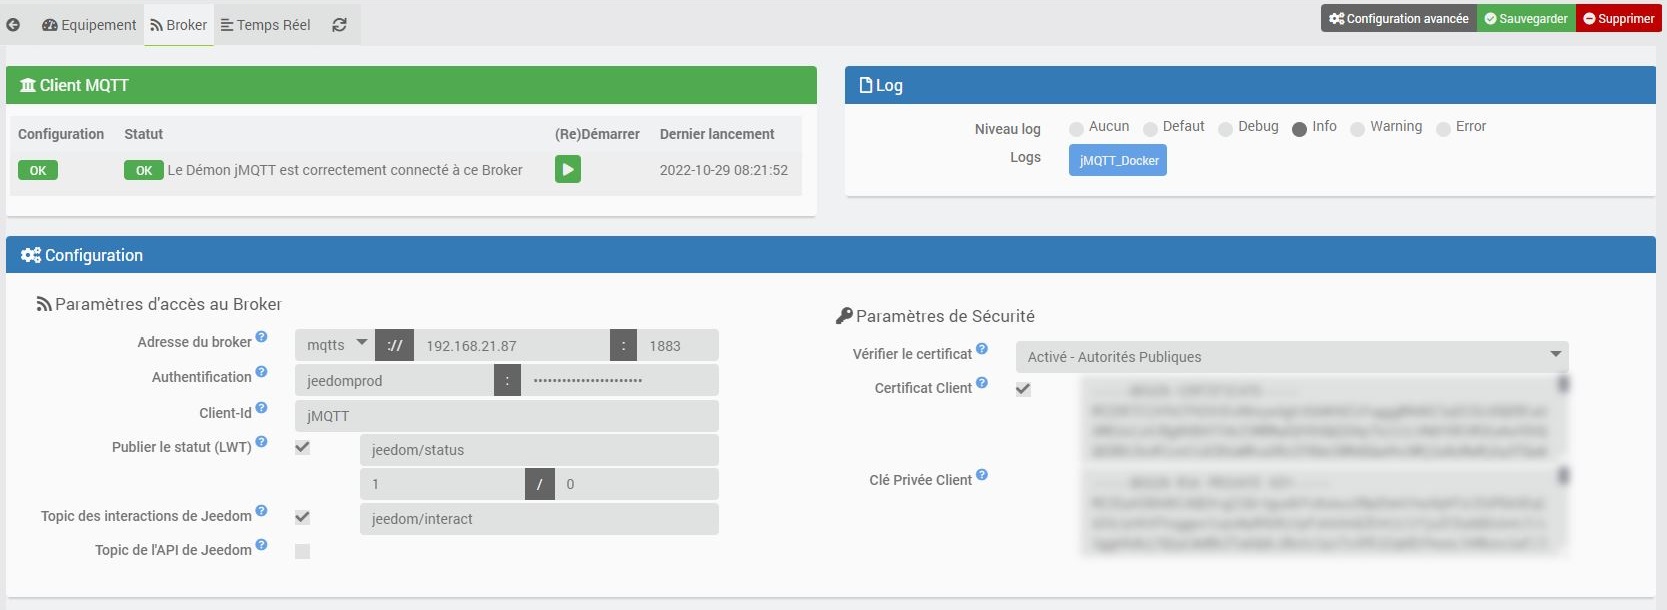 Equipement Broker Temps Réel
Configuration avancée Sauvegarder Supprimer
Client MQTT
Configuration Statut (Re)Démarrer Dernier lancement
OK OK Le Démon jMQTT est correctement connecté à ce Broker 2022-10-29 08:21:52
Log
Niveau log Aucun Defaut Debug Info Warning Error
Logs jMQTT_Docker
Configuration
Paramètres d'accès au Broker
Adresse du broker ? mqtts :// 192.168.21.87 : 1883
Authentification ? jeedomprod : •••••••••••••••••••••••
Client-Id ? jMQTT
Publier le statut (LWT) ? jeedom/status
1 / 0
Topic des interactions de Jeedom ? jeedom/interact
Topic de l'API de Jeedom ?
Paramètres de Sécurité
Vérifier le certificat ? Activé - Autorités Publiques
Certificat Client ?
Clé Privée Client ?